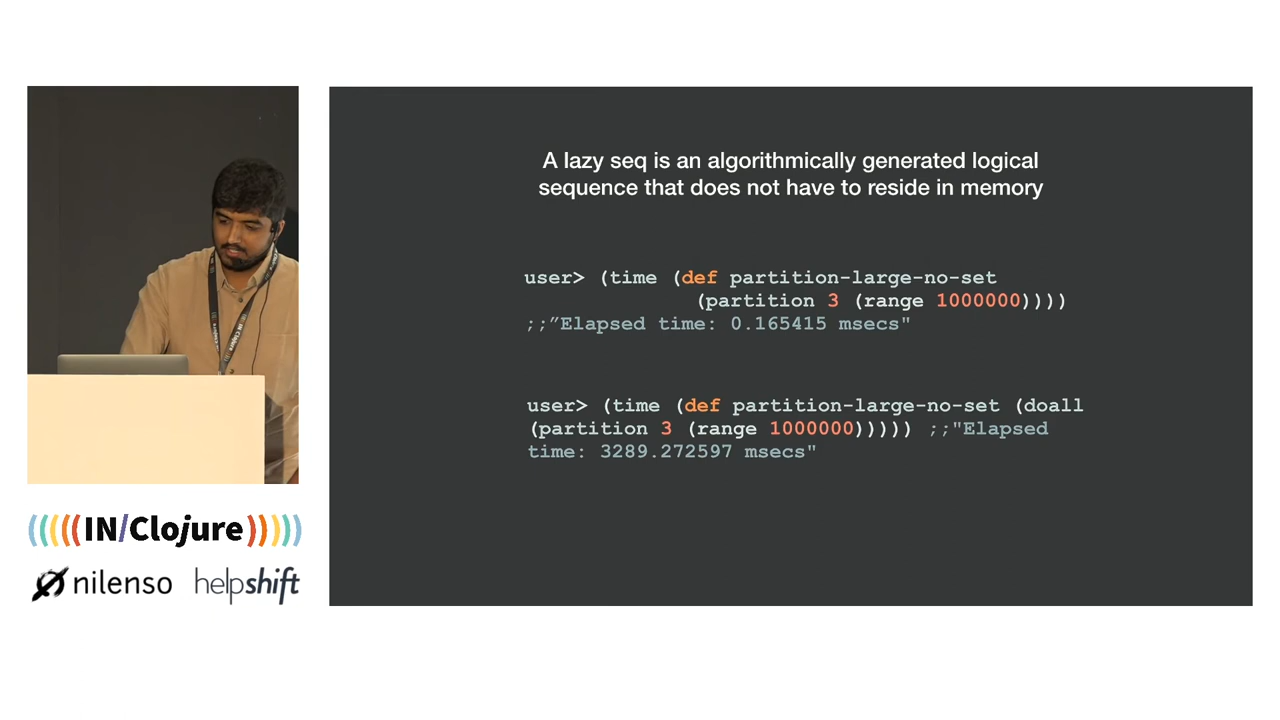 A lazy seq is an algorithmically generated logical
sequence that does not have to reside in memory
user> (time (def partition-large-no-set
(partition 3 (range 1000000))))
;;”Elapsed time: 0.165415 msecs"
user> (time (def partition-large-no-set (doall
(partition 3 (range 1000000))))) ;;"Elapsed
time: 3289.272597 msecs"
(((((IN/Clojure)))))
nilenso helpshift